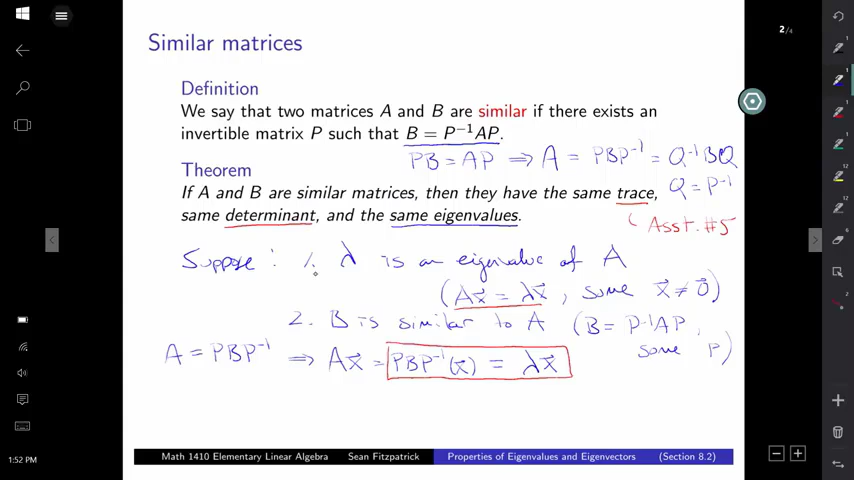 2/4
Similar matrices
Definition
We say that two matrices A and B are similar if there exists an
invertible matrix P such that B = P⁻¹AP.
PB = AP ⟹ A = PBP⁻¹ = Q⁻¹BQ
Theorem
Q = P⁻¹
If A and B are similar matrices, then they have the same trace,
same determinant, and the same eigenvalues.
( Asst. #5
Suppose : 1. λ is an eigenvalue of A
(Ax⃗ = λx⃗ , some x⃗ ≠ 0⃗)
2. B is similar to A (B = P⁻¹AP,
some P)
A = PBP⁻¹ ⟹ Ax⃗ = PBP⁻¹(x⃗) = λx⃗
Math 1410 Elementary Linear Algebra Sean Fitzpatrick Properties of Eigenvalues and Eigenvectors (Section 8.2)
1:52 PM